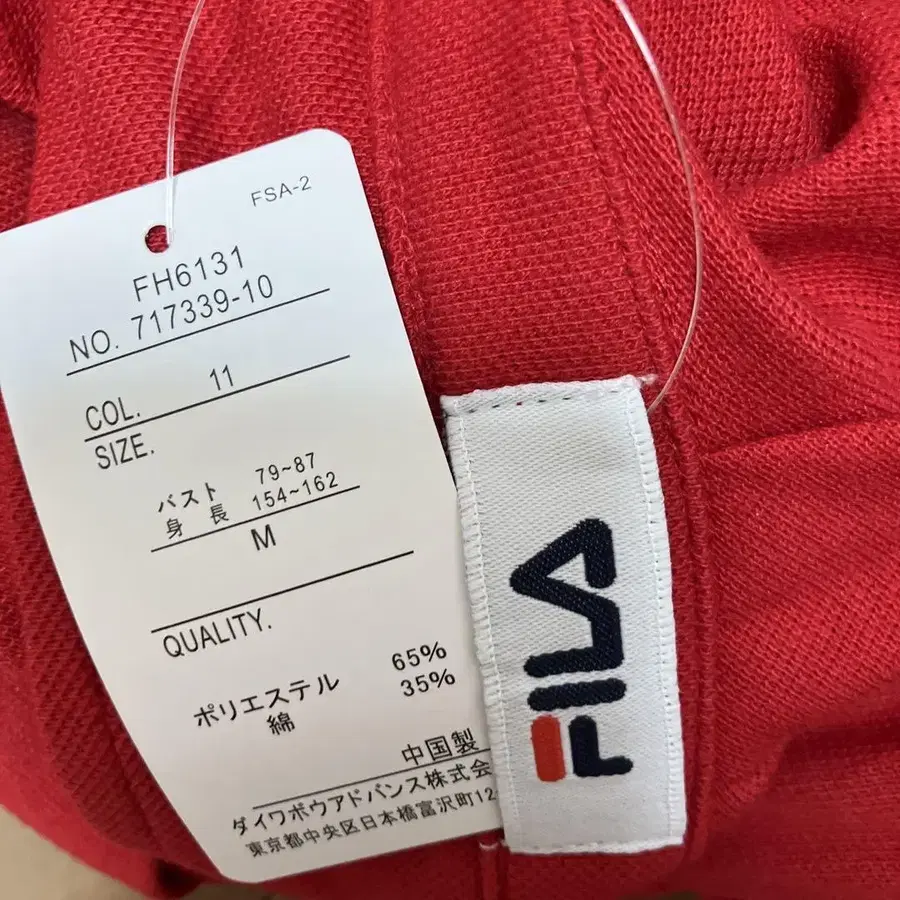 FSA-2
FH6131
NO. 717339-10
COL. 11
SIZE.
バスト 79~87
身 長 154~162
M
QUALITY.
ポリエステル 65%
綿 35%
中国製
ダイワボウアドバンス株式会
東京都中央区日本橋富沢町12
FILA